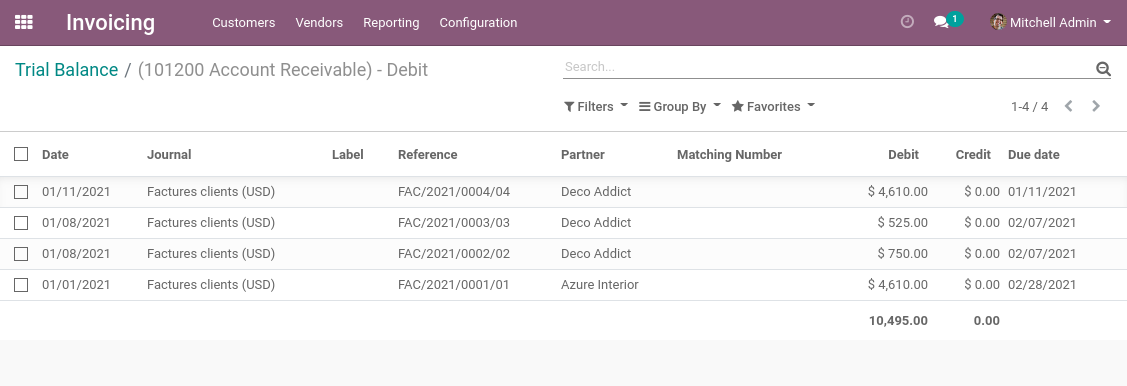 Invoicing Customers Vendors Reporting Configuration 1 Mitchell Admin
Trial Balance / (101200 Account Receivable) - Debit Search...
Filters Group By Favorites 1-4 / 4
Date Journal Label Reference Partner Matching Number Debit Credit Due date
01/11/2021 Factures clients (USD) FAC/2021/0004/04 Deco Addict $ 4,610.00 $ 0.00 01/11/2021
01/08/2021 Factures clients (USD) FAC/2021/0003/03 Deco Addict $ 525.00 $ 0.00 02/07/2021
01/08/2021 Factures clients (USD) FAC/2021/0002/02 Deco Addict $ 750.00 $ 0.00 02/07/2021
01/01/2021 Factures clients (USD) FAC/2021/0001/01 Azure Interior $ 4,610.00 $ 0.00 02/28/2021
10,495.00 0.00